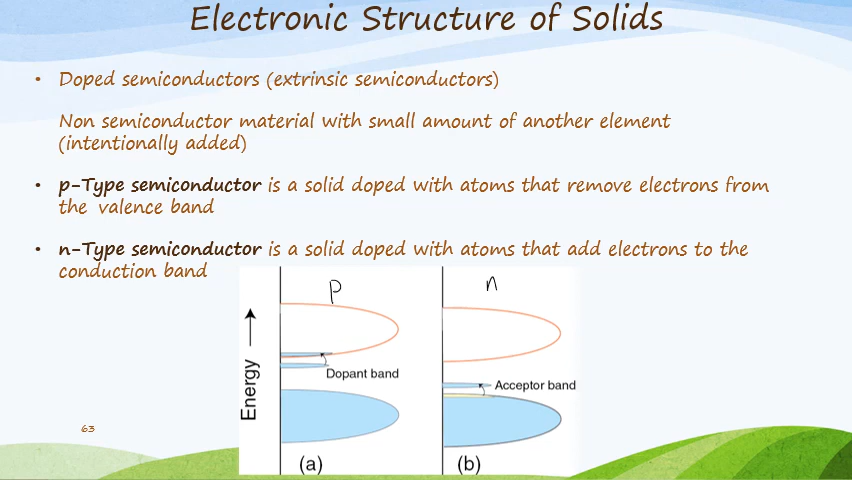 Electronic Structure of Solids
• Doped semiconductors (extrinsic semiconductors)
Non semiconductor material with small amount of another element
(intentionally added)
• p-Type semiconductor is a solid doped with atoms that remove electrons from
the valence band
• n-Type semiconductor is a solid doped with atoms that add electrons to the
conduction band
p
n
Energy
Dopant band
Acceptor band
(a)
(b)
63